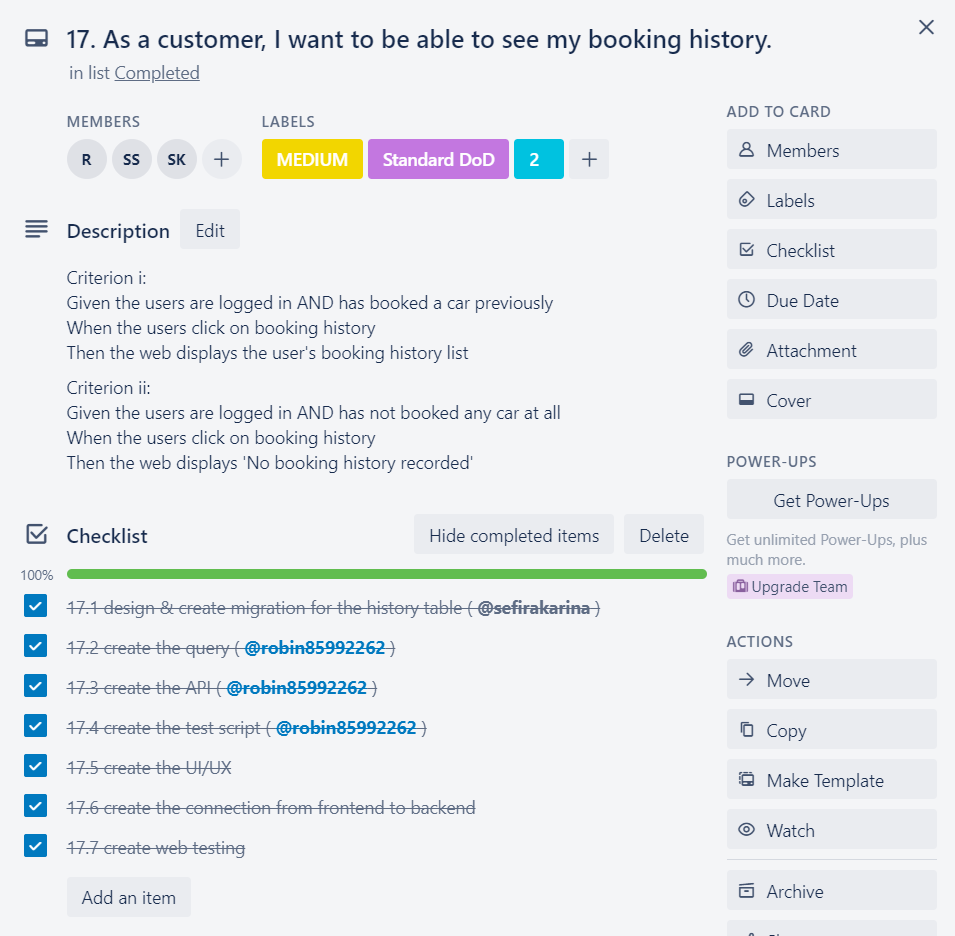 17. As a customer, I want to be able to see my booking history.
in list Completed
MEMBERS
R SS SK
LABELS
MEDIUM Standard DoD 2
Description Edit
Criterion i:
Given the users are logged in AND has booked a car previously
When the users click on booking history
Then the web displays the user's booking history list
Criterion ii:
Given the users are logged in AND has not booked any car at all
When the users click on booking history
Then the web displays 'No booking history recorded'
Checklist Hide completed items Delete
100%
17.1 design & create migration for the history table ( @sefirakarina )
17.2 create the query ( @robin85992262 )
17.3 create the API ( @robin85992262 )
17.4 create the test script ( @robin85992262 )
17.5 create the UI/UX
17.6 create the connection from frontend to backend
17.7 create web testing
Add an item
ADD TO CARD
Members
Labels
Checklist
Due Date
Attachment
Cover
POWER-UPS
Get Power-Ups
Get unlimited Power-Ups, plus
much more.
Upgrade Team
ACTIONS
Move
Copy
Make Template
Watch
Archive